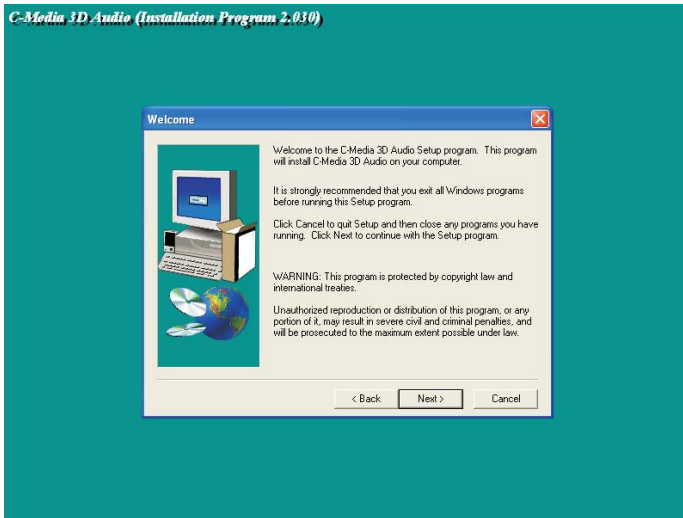 C-Media 3D Audio (Installation Program 2.030)
Welcome
Welcome to the C-Media 3D Audio Setup program. This program
will install C-Media 3D Audio on your computer.
It is strongly recommended that you exit all Windows programs
before running this Setup program.
Click Cancel to quit Setup and then close any programs you have
running. Click Next to continue with the Setup program.
WARNING: This program is protected by copyright law and
international treaties.
Unauthorized reproduction or distribution of this program, or any
portion of it, may result in severe civil and criminal penalties, and
will be prosecuted to the maximum extent possible under law.
< Back
Next >
Cancel